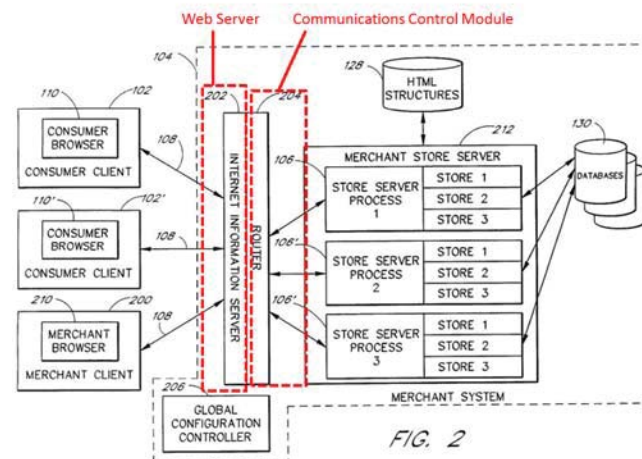 Web Server
Communications Control Module
104
128
HTML
STRUCTURES
110
102
202
204
212
130
CONSUMER
BROWSER
CONSUMER CLIENT
108
INTERNET INFORMATION SERVER
ROUTER
MERCHANT STORE SERVER
106
STORE SERVER
PROCESS
1
STORE 1
STORE 2
STORE 3
DATABASES
110'
102'
CONSUMER
BROWSER
CONSUMER CLIENT
108
106'
STORE SERVER
PROCESS
2
STORE 1
STORE 2
STORE 3
210
200
MERCHANT
BROWSER
MERCHANT CLIENT
108
106'
STORE SERVER
PROCESS
3
STORE 1
STORE 2
STORE 3
206
GLOBAL
CONFIGURATION
CONTROLLER
MERCHANT SYSTEM
FIG. 2